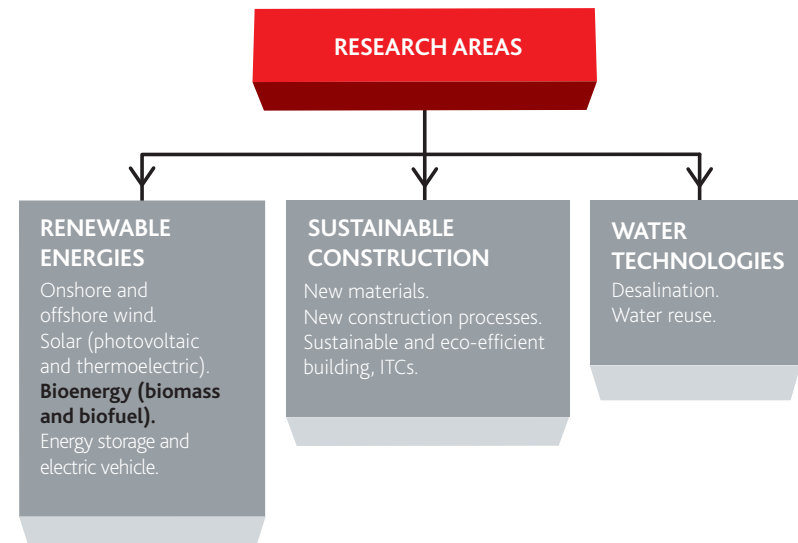 RESEARCH AREAS
RENEWABLE
ENERGIES
Onshore and
offshore wind.
Solar (photovoltaic
and thermoelectric).
Bioenergy (biomass
and biofuel).
Energy storage and
electric vehicle.
SUSTAINABLE
CONSTRUCTION
New materials.
New construction processes.
Sustainable and eco-efficient
building, ITCs.
WATER
TECHNOLOGIES
Desalination.
Water reuse.